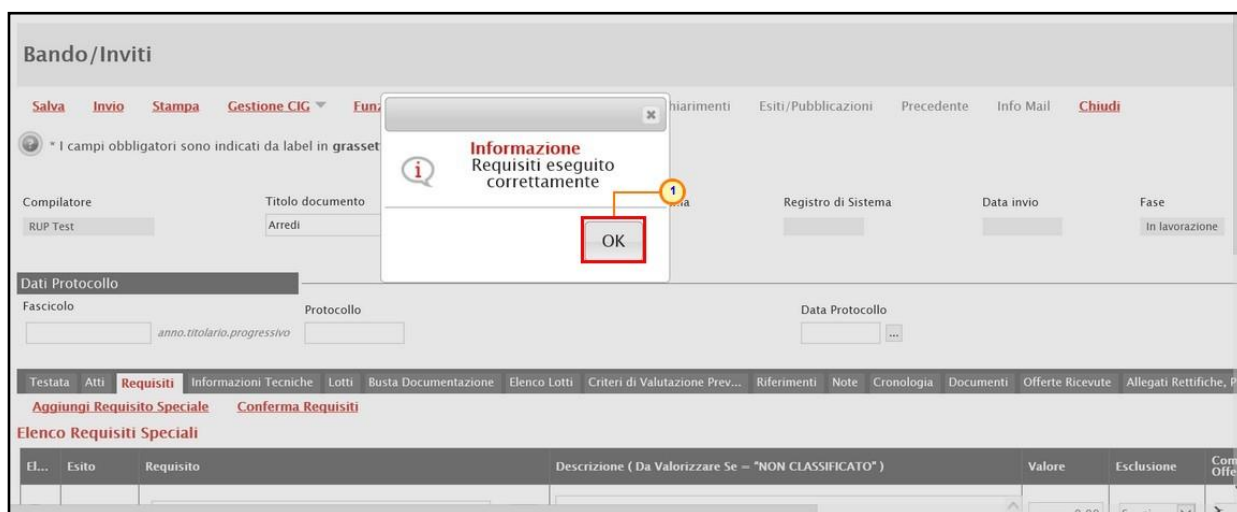 Bando/Inviti
Salva Invio Stampa Gestione CIG Funz hiarimenti Esiti/Pubblicazioni Precedente Info Mail Chiudi
* I campi obbligatori sono indicati da label in grasset
Informazione
Requisiti eseguito
correttamente
1
OK
Compilatore Titolo documento Registro di Sistema Data invio Fase
RUP Test Arredi In lavorazione
Dati Protocollo
Fascicolo Protocollo Data Protocollo
anno.titolario.progressivo ...
Testata Atti Requisiti Informazioni Tecniche Lotti Busta Documentazione Elenco Lotti Criteri di Valutazione Prev... Riferimenti Note Cronologia Documenti Offerte Ricevute Allegati Rettifiche, P
Aggiungi Requisito Speciale Conferma Requisiti
Elenco Requisiti Speciali
El... Esito Requisito Descrizione ( Da Valorizzare Se = "NON CLASSIFICATO" ) Valore Esclusione Com
Offe